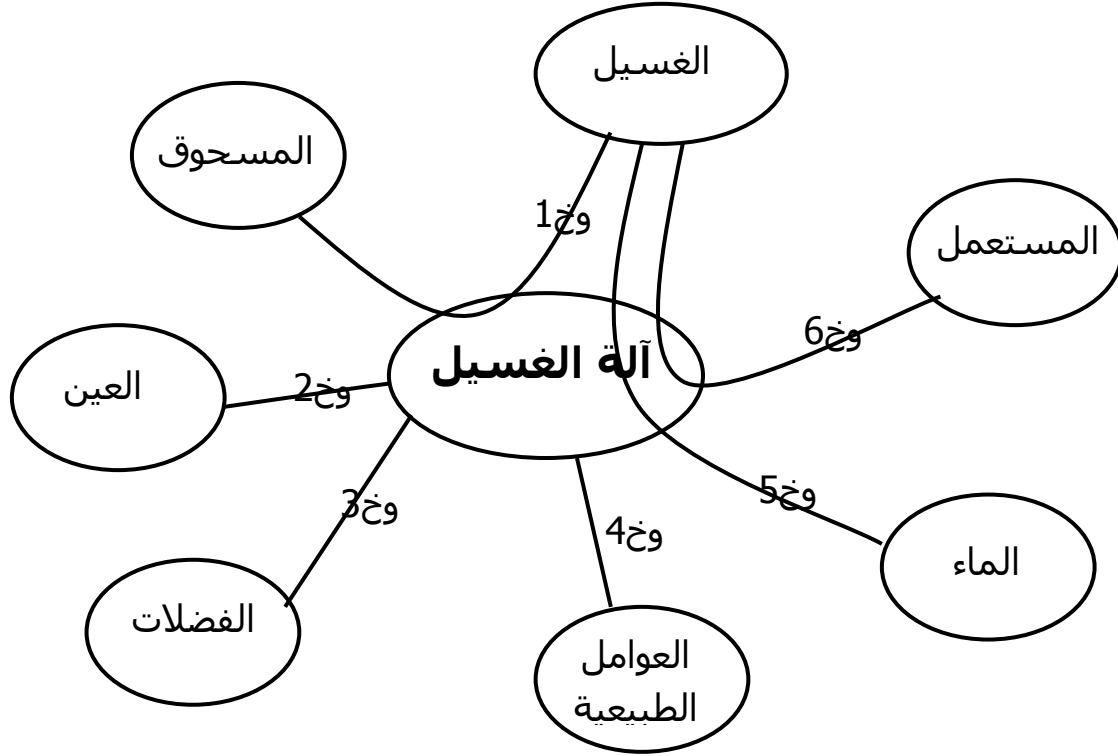 الغسيل
المسحوق
المستعمل
وخ1
وخ6
آلة الغسيل
العين
وخ2
وخ3
وخ5
وخ4
الماء
الفضلات
العوامل
الطبيعية